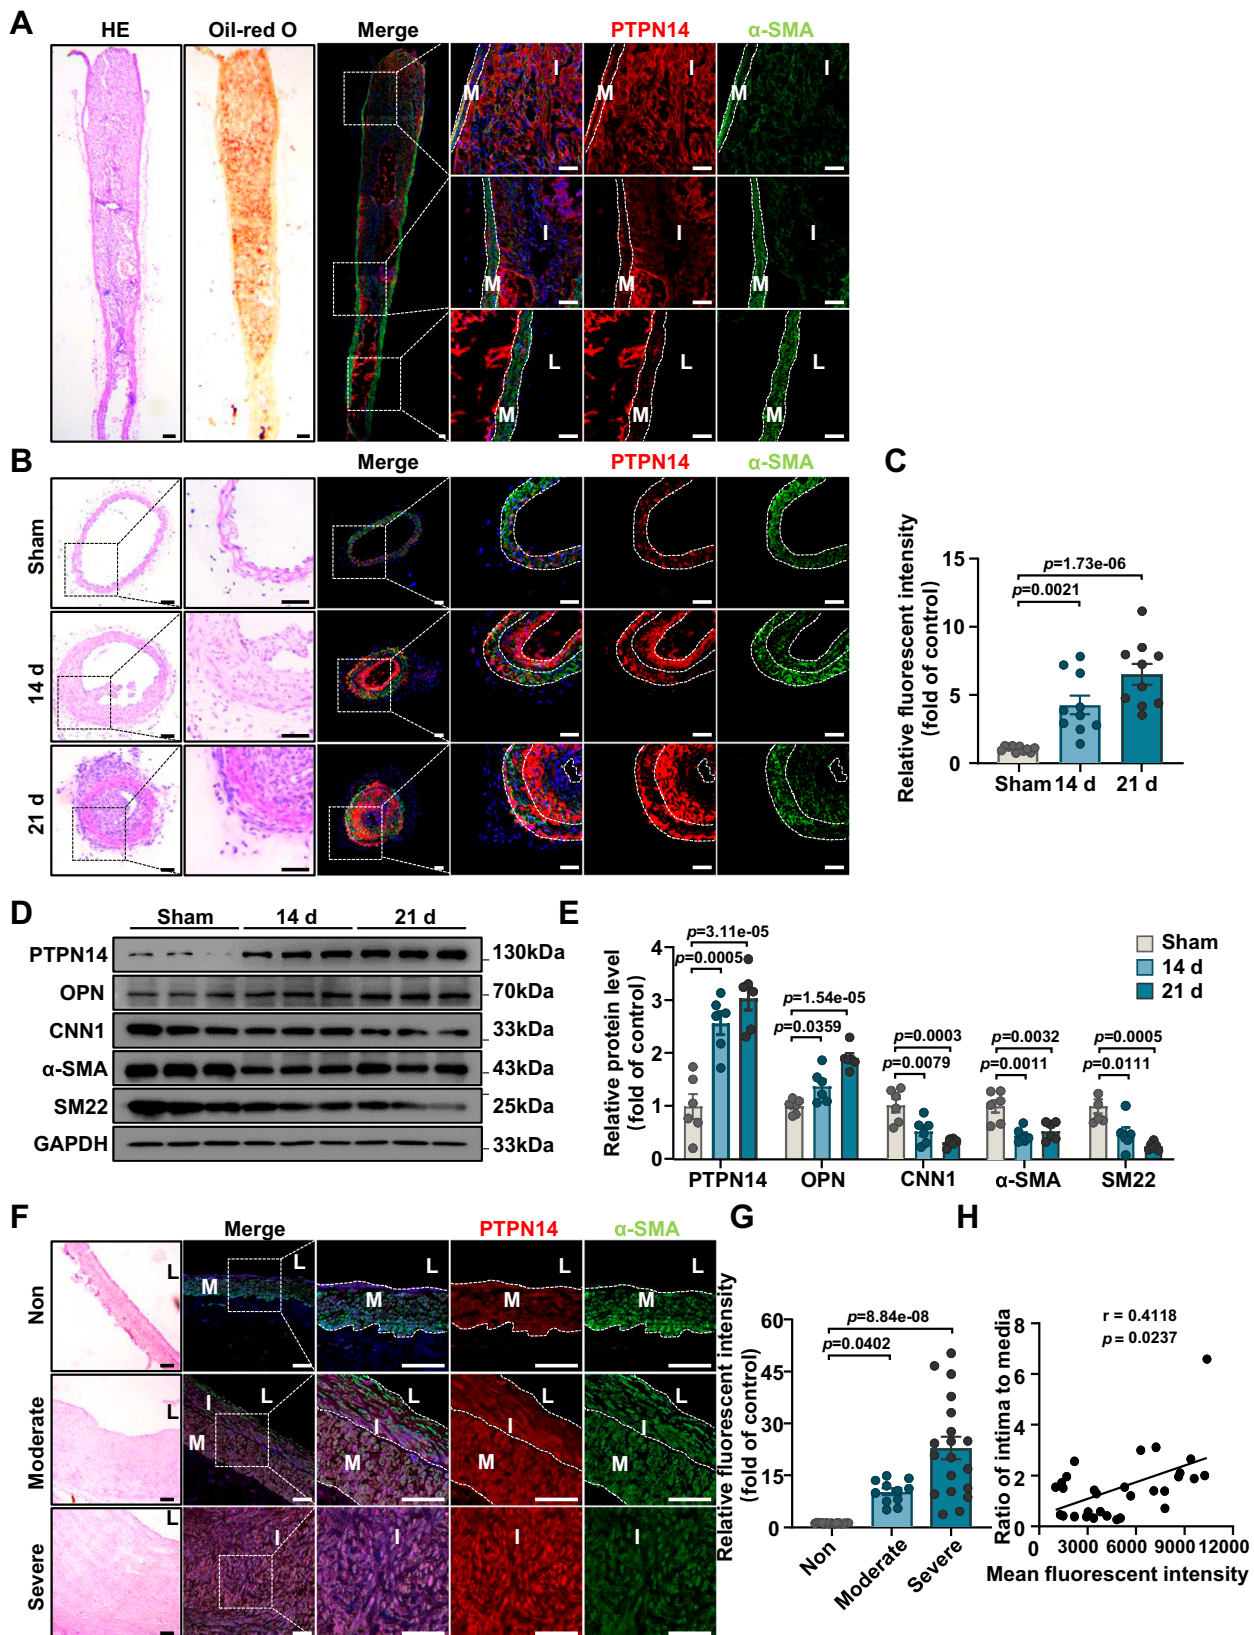 A
HE
Oil-red O
Merge
PTPN14
α-SMA
I
M
I
M
I
M
I
M
I
M
I
M
L
M
L
M
L
M
B
Merge
PTPN14
α-SMA
Sham
14 d
21 d
C
Relative fluorescent intensity
(fold of control)
15
10
5
0
p=1.73e-06
p=0.0021
Sham
14 d
21 d
D
Sham
14 d
21 d
PTPN14
130kDa
OPN
70kDa
CNN1
33kDa
α-SMA
43kDa
SM22
25kDa
GAPDH
33kDa
E
Relative protein level
(fold of control)
4
3
2
1
0
p=3.11e-05
p=0.0005
p=1.54e-05
p=0.0359
p=0.0003
p=0.0079
p=0.0032
p=0.0011
p=0.0005
p=0.0111
Sham
14 d
21 d
PTPN14
OPN
CNN1
α-SMA
SM22
F
Merge
PTPN14
α-SMA
Non
L
L
M
L
M
L
M
L
M
Moderate
L
I
L
M
L
I
M
L
I
M
L
I
M
Severe
L
I
I
I
I
G
Relative fluorescent intensity
(fold of control)
60
45
30
15
0
p=8.84e-08
p=0.0402
Non
Moderate
Severe
H
Ratio of intima to media
8
6
4
2
0
r = 0.4118
p = 0.0237
0
3000
6000
9000
12000
Mean fluorescent intensity